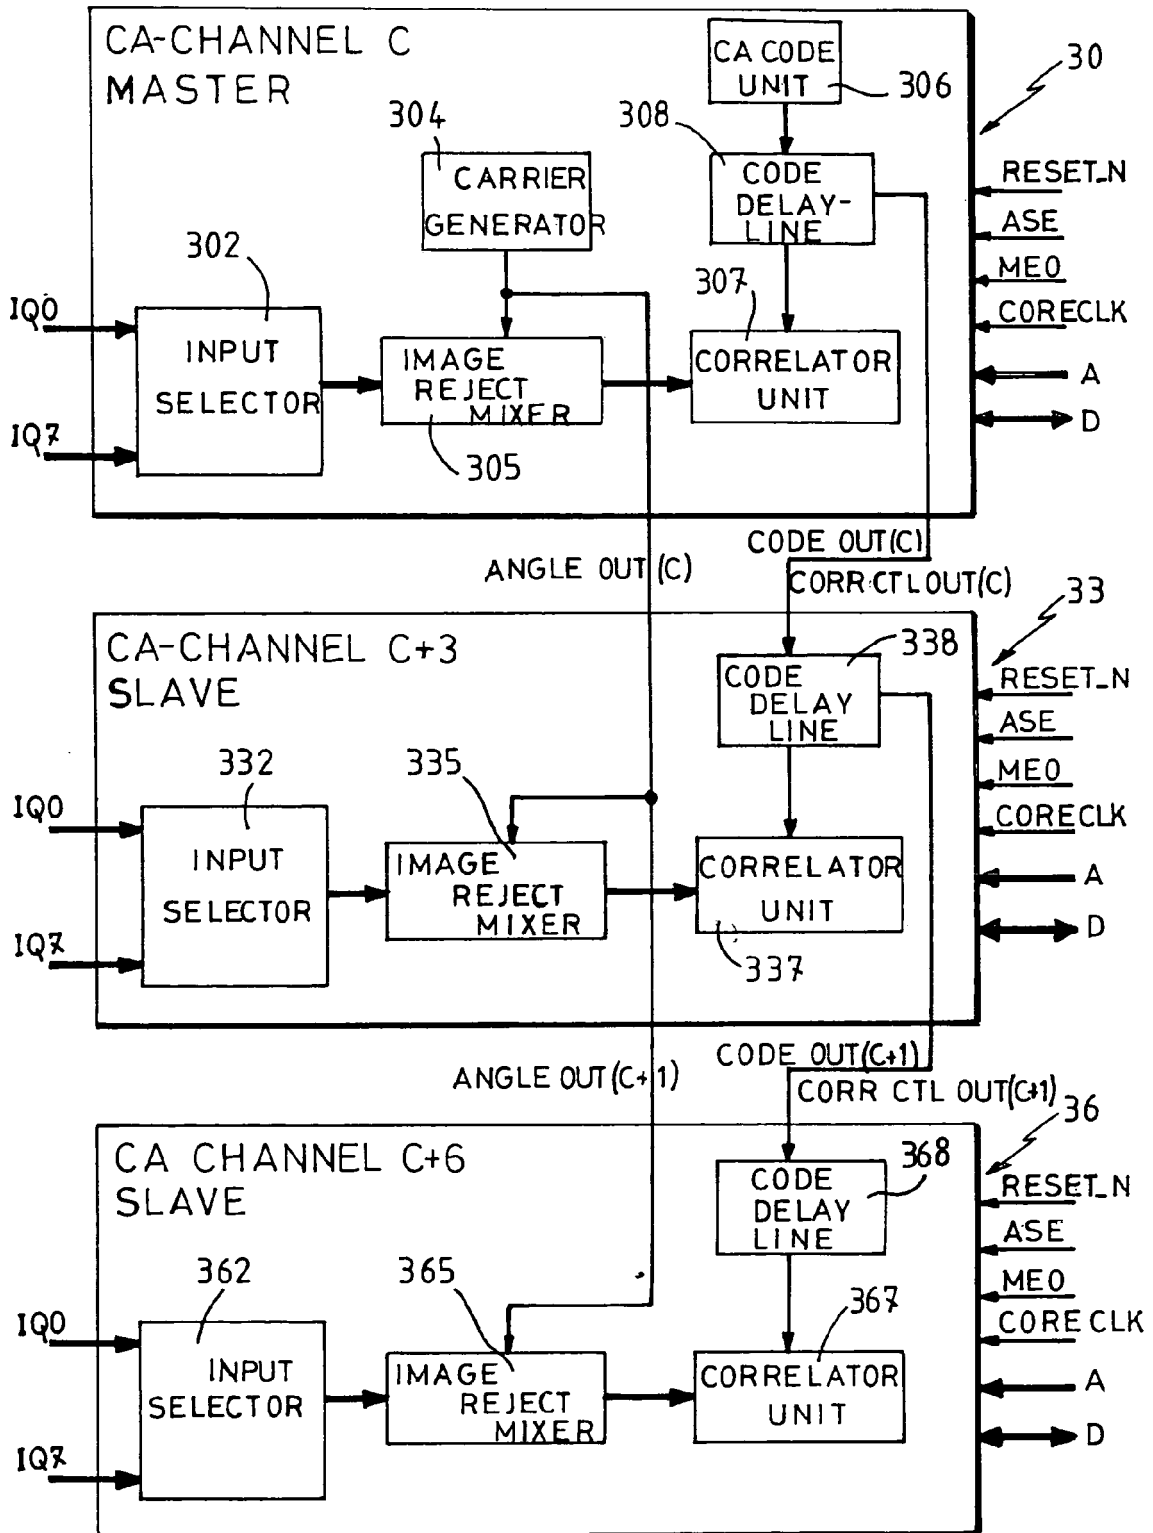 CA-CHANNEL C
MASTER
CA CODE
UNIT
306
30
304
308
CARRIER
GENERATOR
CODE
DELAY-
LINE
RESET_N
ASE
MEO
CORECLK
A
D
302
307
IQ0
IQ7
INPUT
SELECTOR
IMAGE
REJECT
MIXER
305
CORRELATOR
UNIT
ANGLE OUT(C)
CODE OUT(C)
CORR CTL OUT(C)
33
CA-CHANNEL C+3
SLAVE
338
CODE
DELAY
LINE
RESET_N
ASE
MEO
CORECLK
A
D
332
335
IQ0
IQ7
INPUT
SELECTOR
IMAGE
REJECT
MIXER
CORRELATOR
UNIT
337
ANGLE OUT(C+1)
CODE OUT(C+1)
CORR CTL OUT(C+1)
36
CA CHANNEL C+6
SLAVE
368
CODE
DELAY
LINE
RESET_N
ASE
MEO
CORE CLK
A
D
362
365
367
IQ0
IQ7
INPUT
SELECTOR
IMAGE
REJECT
MIXER
CORRELATOR
UNIT